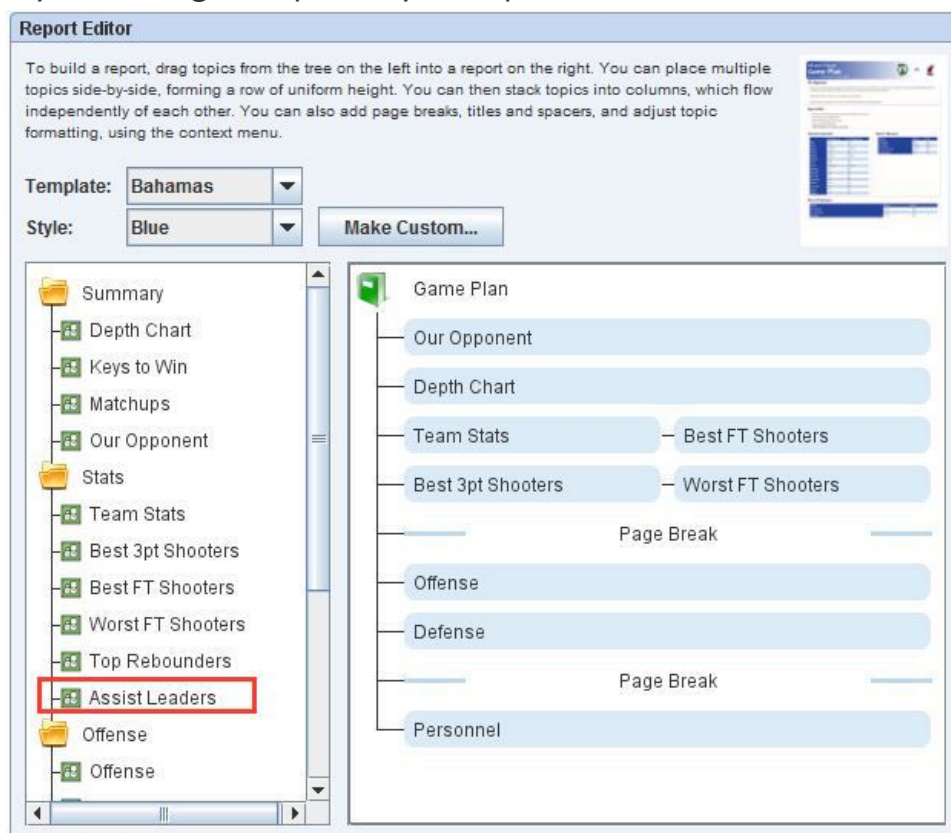 Report Editor
To build a report, drag topics from the tree on the left into a report on the right. You can place multiple
topics side-by-side, forming a row of uniform height. You can then stack topics into columns, which flow
independently of each other. You can also add page breaks, titles and spacers, and adjust topic
formatting, using the context menu.
Template: Bahamas
Style: Blue Make Custom...
Summary
Depth Chart
Keys to Win
Matchups
Our Opponent
Stats
Team Stats
Best 3pt Shooters
Best FT Shooters
Worst FT Shooters
Top Rebounders
Assist Leaders
Offense
Offense
Game Plan
Our Opponent
Depth Chart
Team Stats Best FT Shooters
Best 3pt Shooters Worst FT Shooters
Page Break
Offense
Defense
Page Break
Personnel